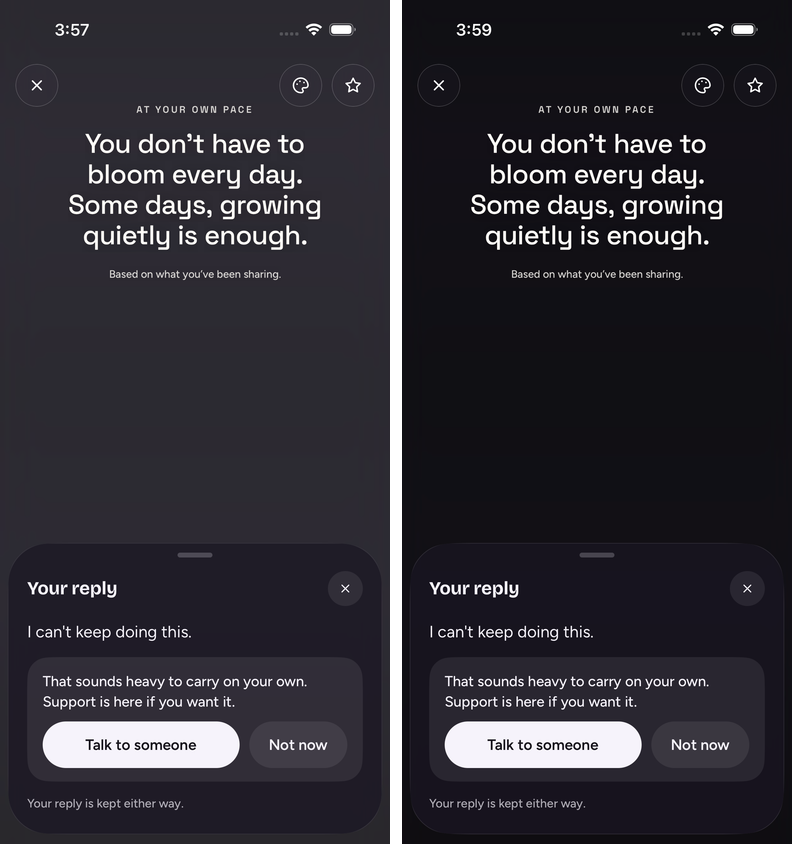 3:57
AT YOUR OWN PACE
You don’t have to
bloom every day.
Some days, growing
quietly is enough.
Based on what you’ve been sharing.
Your reply
I can't keep doing this.
That sounds heavy to carry on your own.
Support is here if you want it.
Talk to someone
Not now
Your reply is kept either way.
3:59
AT YOUR OWN PACE
You don’t have to
bloom every day.
Some days, growing
quietly is enough.
Based on what you’ve been sharing.
Your reply
I can't keep doing this.
That sounds heavy to carry on your own.
Support is here if you want it.
Talk to someone
Not now
Your reply is kept either way.